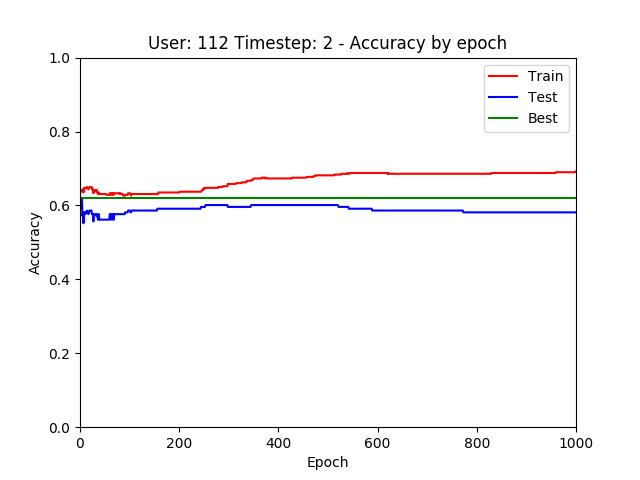 User: 112 Timestep: 2 - Accuracy by epoch
1.0
0.8
0.6
0.4
0.2
0.0
Accuracy
Train
Test
Best
0 200 400 600 800 1000
Epoch